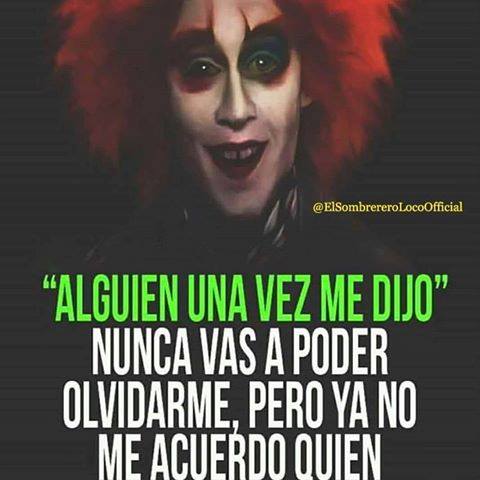 @ElSombrereroLocoOfficial
“ALGUIEN UNA VEZ ME DIJO”
NUNCA VAS A PODER
OLVIDARME, PERO YA NO
ME ACUERDO QUIEN